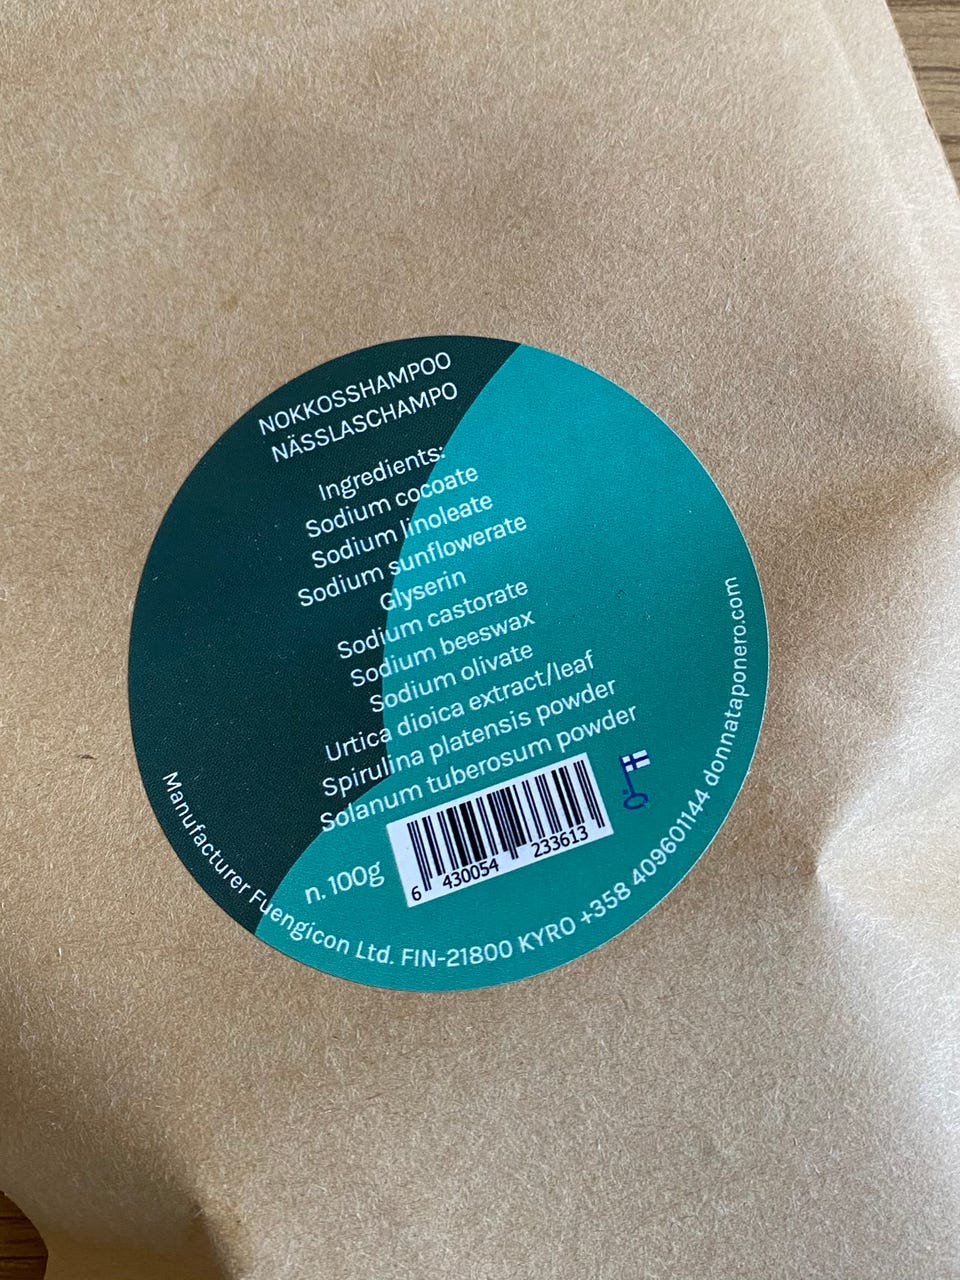 NOKKOSSHAMPOO
NÄSSLASCHAMPO
Ingredients:
Sodium cocoate
Sodium linoleate
Sodium sunflowerate
Glyserin
Sodium castorate
Sodium beeswax
Sodium olivate
Urtica dioica extract/leaf
Spirulina platensis powder
Solanum tuberosum powder
n. 100g
6 430054 233613
Manufacturer Fuengicon Ltd. FIN-21800 KYRO +358 409601144 donnataponero.com